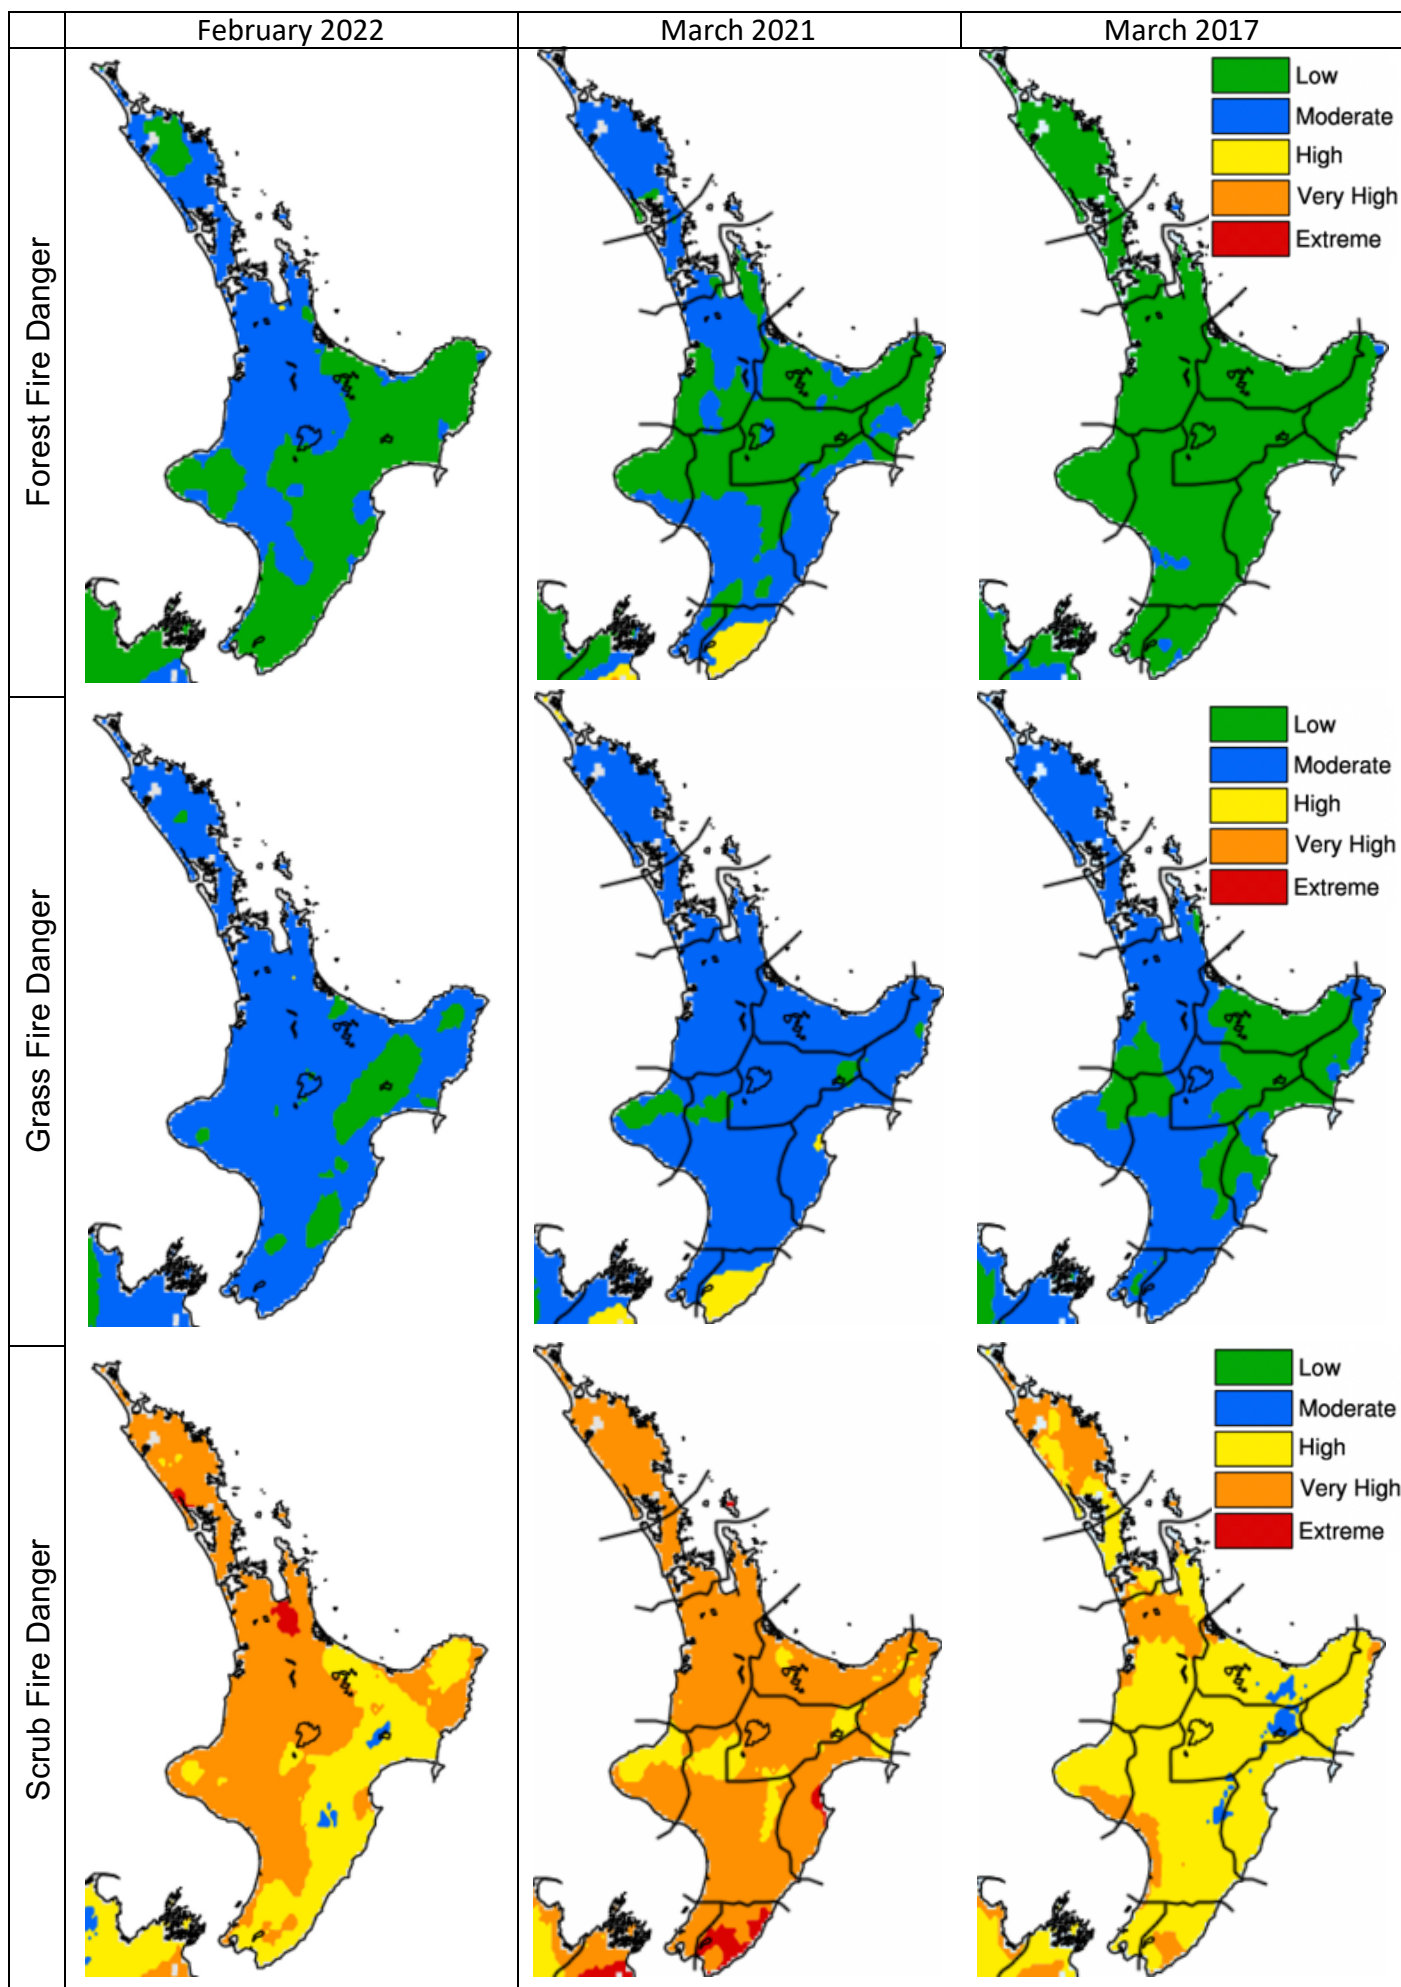 February 2022
March 2021
March 2017
Forest Fire Danger
Low
Moderate
High
Very High
Extreme
Grass Fire Danger
Low
Moderate
High
Very High
Extreme
Scrub Fire Danger
Low
Moderate
High
Very High
Extreme